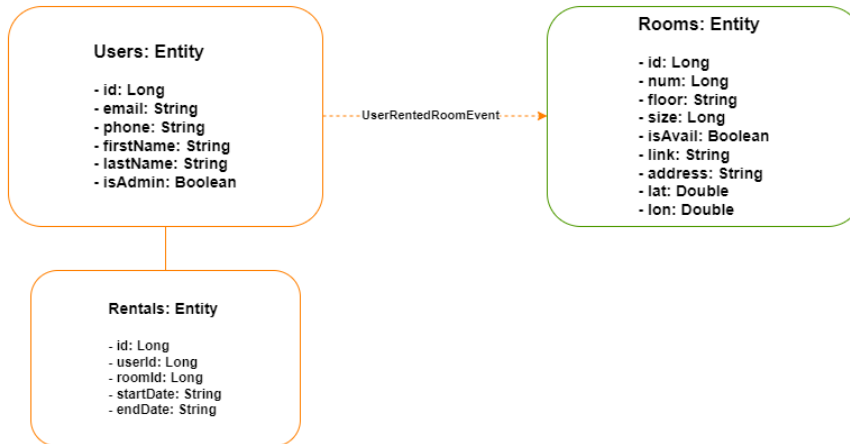 Users: Entity
- id: Long
- email: String
- phone: String
- firstName: String
- lastName: String
- isAdmin: Boolean
UserRentedRoomEvent
Rooms: Entity
- id: Long
- num: Long
- floor: String
- size: Long
- isAvail: Boolean
- link: String
- address: String
- lat: Double
- lon: Double
Rentals: Entity
- id: Long
- userId: Long
- roomId: Long
- startDate: String
- endDate: String